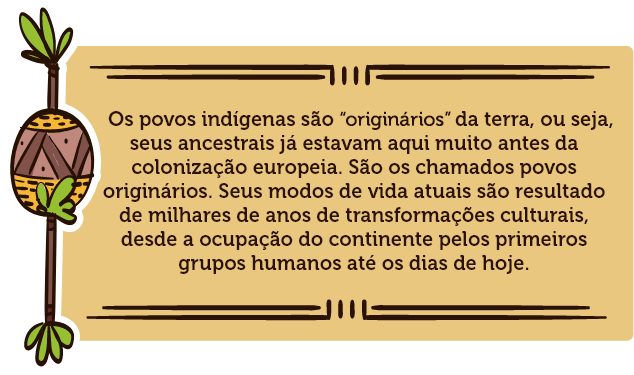 Os povos indígenas são “originários” da terra, ou seja,
seus ancestrais já estavam aqui muito antes da
colonização europeia. São os chamados povos
originários. Seus modos de vida atuais são resultado
de milhares de anos de transformações culturais,
desde a ocupação do continente pelos primeiros
grupos humanos até os dias de hoje.